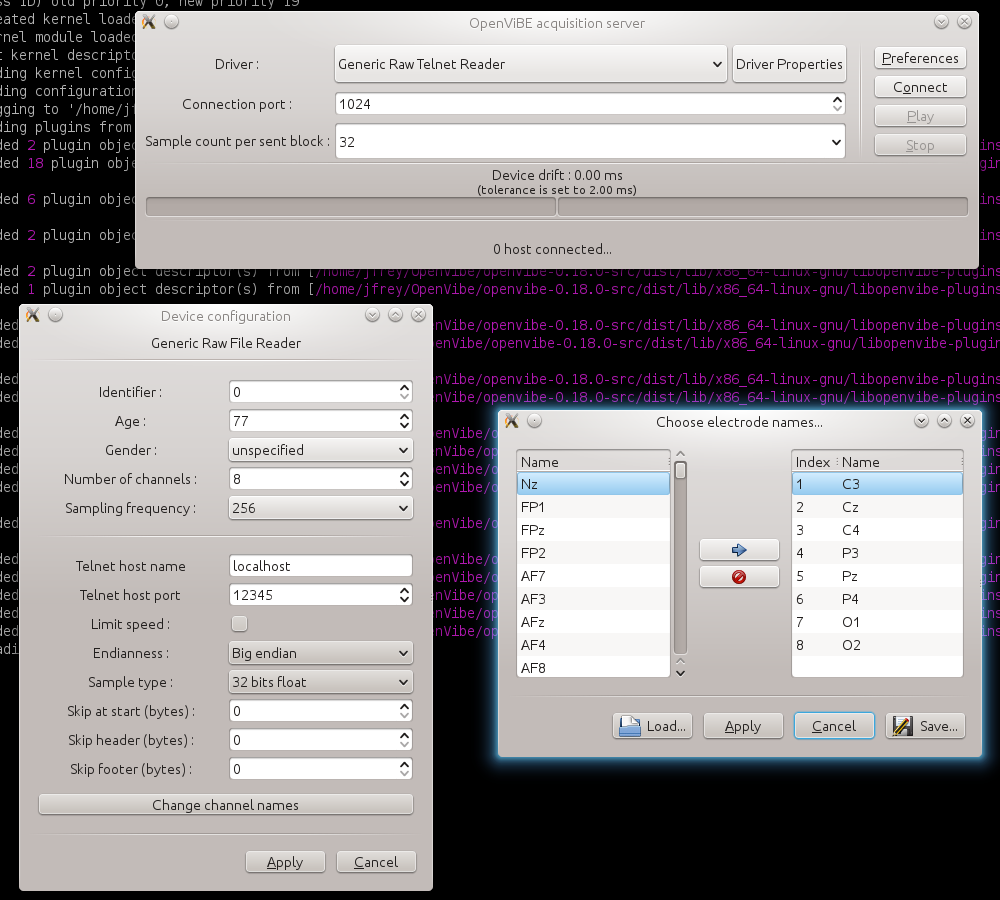 ss ID) old priority 0, new priority 19
eated kernel loade
rnel module loaded
t kernel descripto
ding kernel config
ding configuration
gging to '/home/jf
ding plugins from
ded 2 plugin objec
ded 18 plugin obje
ded 6 plugin objec
ded 2 plugin objec
OpenViBE acquisition server
Driver :
Generic Raw Telnet Reader
Driver Properties
Preferences
Connection port :
1024
Connect
Play
Sample count per sent block :
32
Stop
Device drift : 0.00 ms
(tolerance is set to 2.00 ms)
0 host connected...
ded 2 plugin object descriptor(s) from [/home/jfrey/OpenVibe/openvibe-0.18.0-src/dist/lib/x86_64-linux-gnu/libopenvibe-plugins
ded 1 plugin object descriptor(s) from [/home/jfrey/OpenVibe/openvibe-0.18.0-src/dist/lib/x86_64-linux-gnu/libopenvibe-plugins
enVibe/openvibe-0.18.0-src/dist/lib/x86_64-linux-gnu/libopenvibe-plugins
enVibe/openvibe-0.18.0-src/dist/lib/x86_64-linux-gnu/libopenvibe-plugins
enVibe/openvibe-0.18.0-src/dist/lib/x86_64-linux-gnu/libopenvibe-plugins
enVibe/openvibe-0.18.0-src/dist/lib/x86_64-linux-gnu/libopenvibe-plugins
Device configuration
Generic Raw File Reader
Identifier :
0
Age :
77
Gender :
unspecified
Number of channels :
8
Sampling frequency :
256
Telnet host name
localhost
Telnet host port
12345
Limit speed :
Endianness :
Big endian
Sample type :
32 bits float
Skip at start (bytes) :
0
Skip header (bytes) :
0
Skip footer (bytes) :
0
Change channel names
Apply
Cancel
Choose electrode names...
Name
Nz
FP1
FPz
FP2
AF7
AF3
AFz
AF4
AF8
Index Name
1 C3
2 Cz
3 C4
4 P3
5 Pz
6 P4
7 O1
8 O2
Load...
Apply
Cancel
Save...